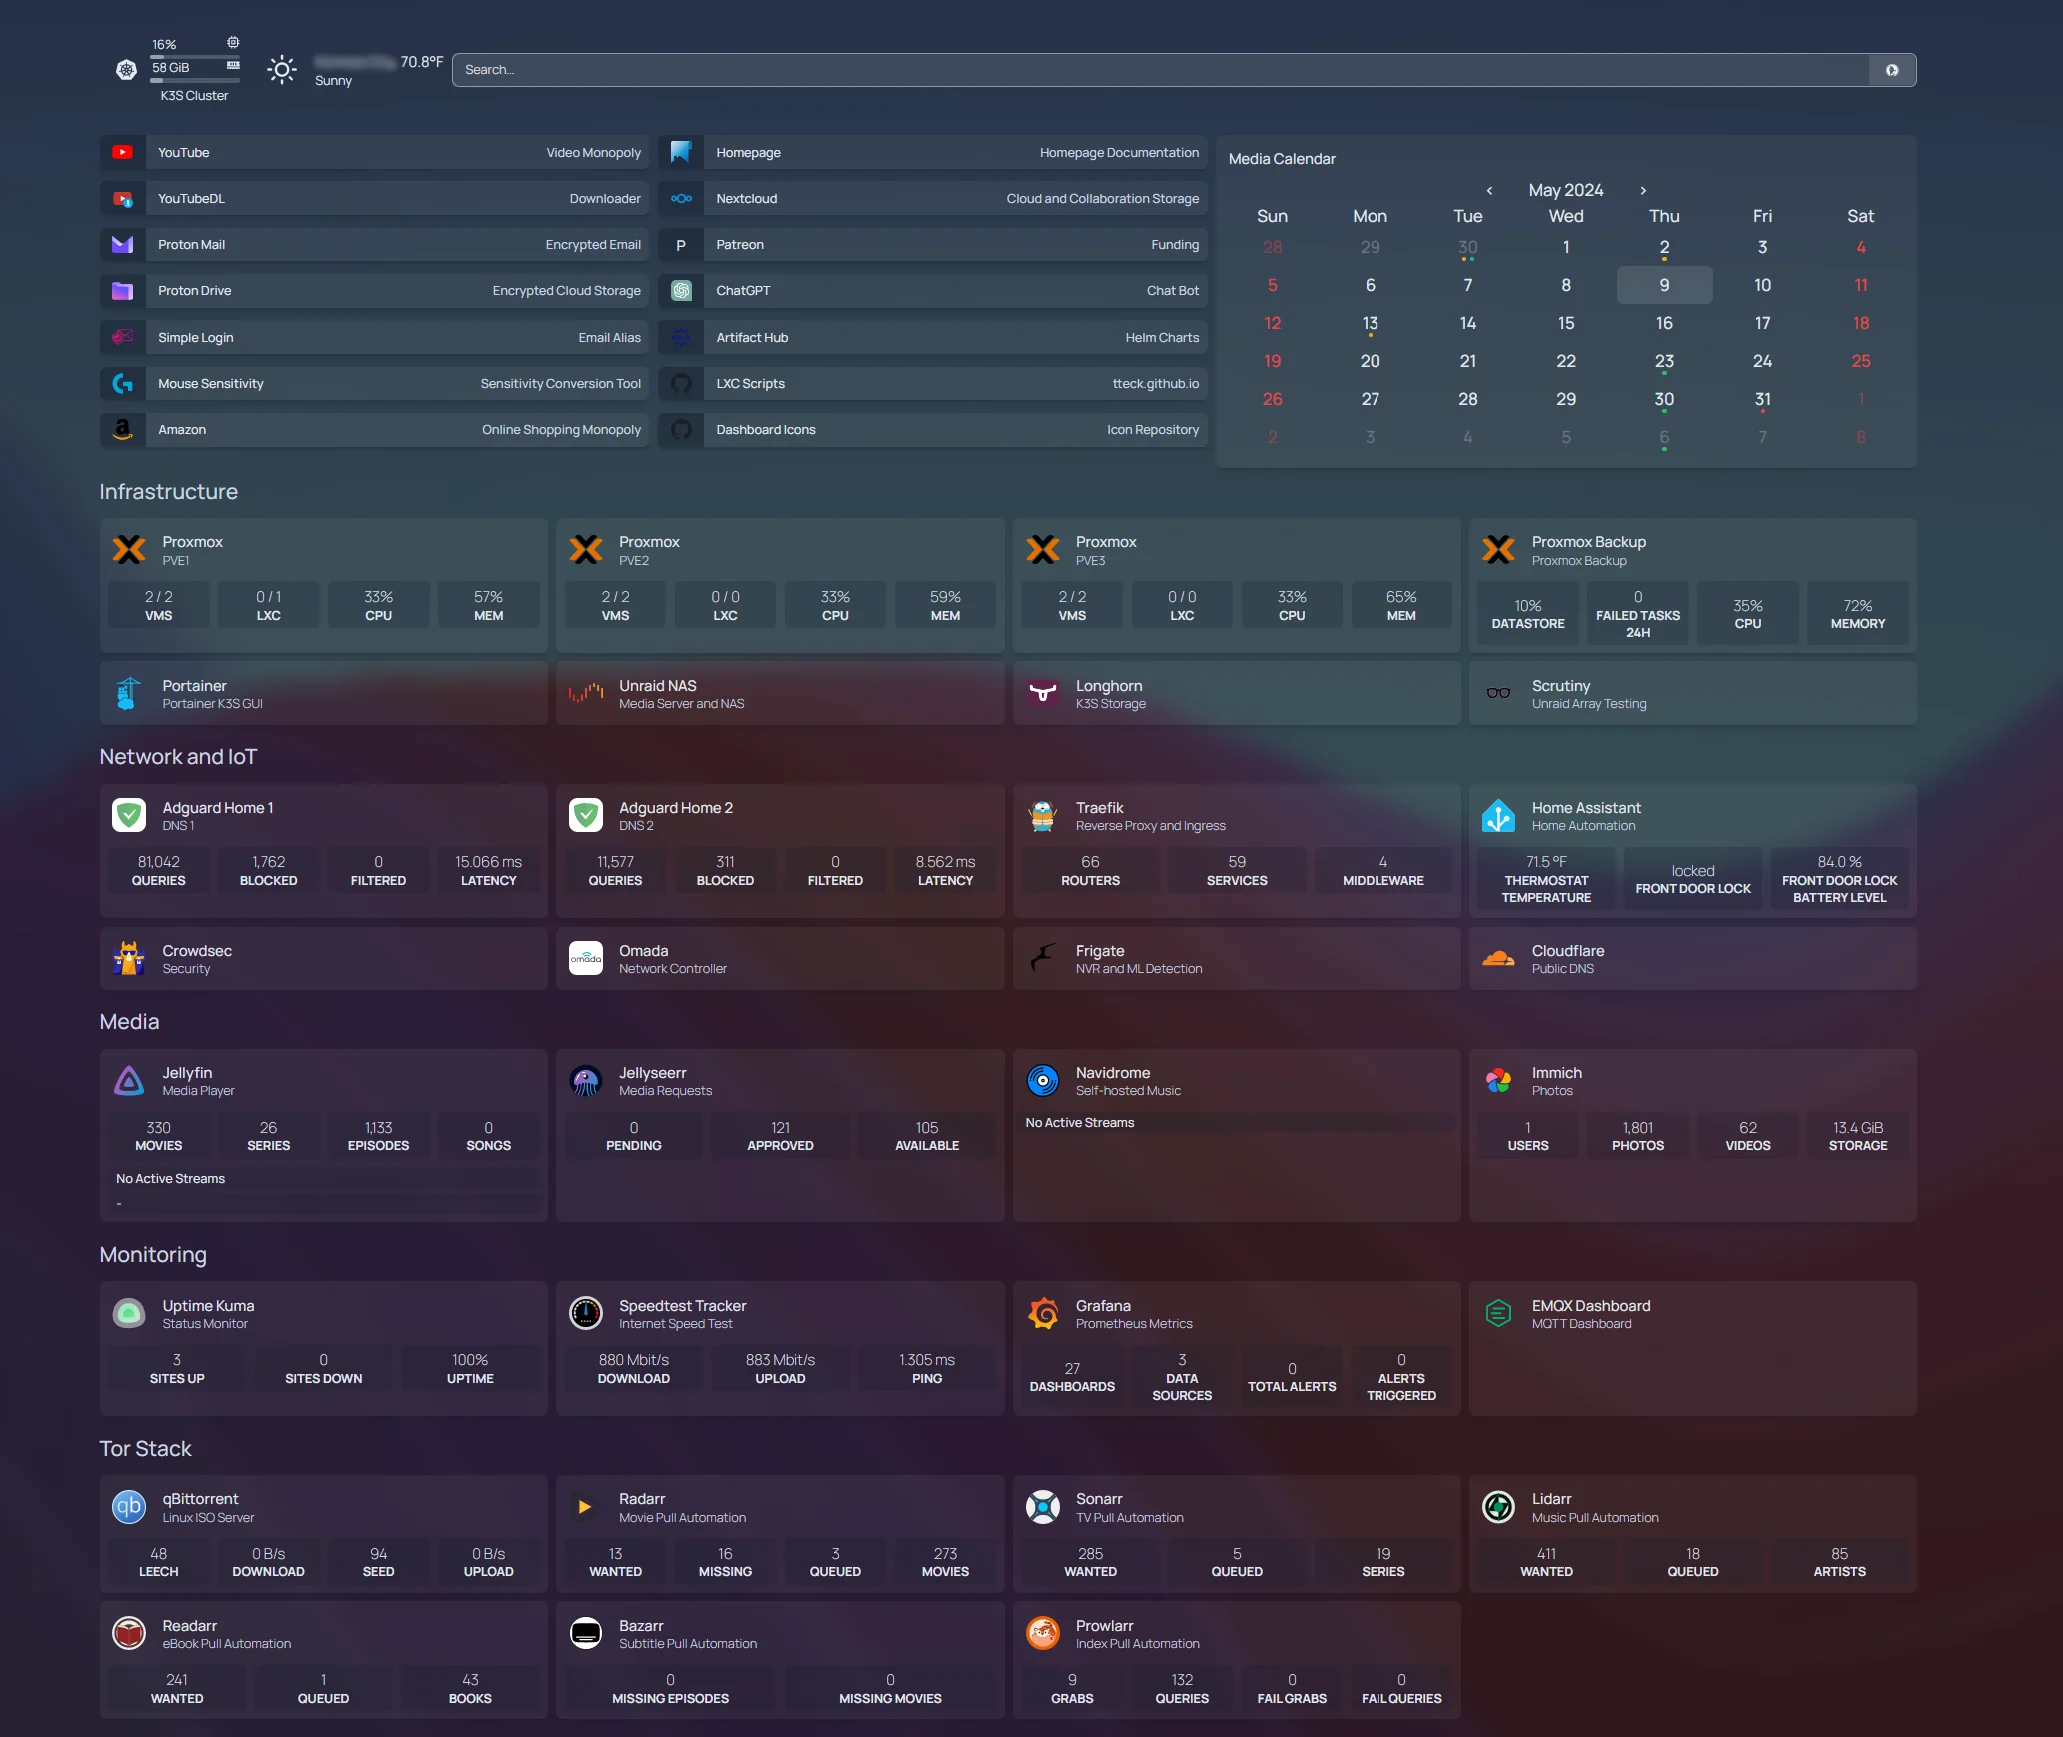 16%
58 GiB
K3S Cluster
70.8°F
Sunny
Search...
YouTube Video Monopoly
YouTubeDL Downloader
Proton Mail Encrypted Email
Proton Drive Encrypted Cloud Storage
Simple Login Email Alias
Mouse Sensitivity Sensitivity Conversion Tool
Amazon Online Shopping Monopoly
Homepage Homepage Documentation
Nextcloud Cloud and Collaboration Storage
P Patreon Funding
ChatGPT Chat Bot
Artifact Hub Helm Charts
LXC Scripts tteck.github.io
Dashboard Icons Icon Repository
Media Calendar
‹ May 2024 ›
Sun Mon Tue Wed Thu Fri Sat
28 29 30 1 2 3 4
5 6 7 8 9 10 11
12 13 14 15 16 17 18
19 20 21 22 23 24 25
26 27 28 29 30 31 1
2 3 4 5 6 7 8
Infrastructure
Proxmox
PVE1
2 / 2 0 / 1 33% 57%
VMS LXC CPU MEM
Proxmox
PVE2
2 / 2 0 / 0 33% 59%
VMS LXC CPU MEM
Proxmox
PVE3
2 / 2 0 / 0 33% 65%
VMS LXC CPU MEM
Proxmox Backup
Proxmox Backup
10%
DATASTORE
0
FAILED TASKS
24H
35%
CPU
72%
MEMORY
Portainer
Portainer K3S GUI
Unraid NAS
Media Server and NAS
Longhorn
K3S Storage
Scrutiny
Unraid Array Testing
Network and IoT
Adguard Home 1
DNS 1
81,042 1,762 0 15.066 ms
QUERIES BLOCKED FILTERED LATENCY
Adguard Home 2
DNS 2
11,577 311 0 8.562 ms
QUERIES BLOCKED FILTERED LATENCY
Traefik
Reverse Proxy and Ingress
66 59 4
ROUTERS SERVICES MIDDLEWARE
Home Assistant
Home Automation
71.5 °F
THERMOSTAT
TEMPERATURE
locked
FRONT DOOR LOCK
84.0 %
FRONT DOOR LOCK
BATTERY LEVEL
Crowdsec
Security
omada
Omada
Network Controller
Frigate
NVR and ML Detection
Cloudflare
Public DNS
Media
Jellyfin
Media Player
330 26 1,133 0
MOVIES SERIES EPISODES SONGS
No Active Streams
-
Jellyseerr
Media Requests
0 121 105
PENDING APPROVED AVAILABLE
Navidrome
Self-hosted Music
No Active Streams
Immich
Photos
1 1,801 62 13.4 GiB
USERS PHOTOS VIDEOS STORAGE
Monitoring
Uptime Kuma
Status Monitor
3 0 100%
SITES UP SITES DOWN UPTIME
Speedtest Tracker
Internet Speed Test
880 Mbit/s 883 Mbit/s 1.305 ms
DOWNLOAD UPLOAD PING
Grafana
Prometheus Metrics
27
DASHBOARDS
3
DATA
SOURCES
0
TOTAL ALERTS
0
ALERTS
TRIGGERED
EMQX Dashboard
MQTT Dashboard
Tor Stack
qb
qBittorrent
Linux ISO Server
48 0 B/s 94 0 B/s
LEECH DOWNLOAD SEED UPLOAD
Radarr
Movie Pull Automation
13 16 3 273
WANTED MISSING QUEUED MOVIES
Sonarr
TV Pull Automation
285 5 19
WANTED QUEUED SERIES
Lidarr
Music Pull Automation
411 18 85
WANTED QUEUED ARTISTS
Readarr
eBook Pull Automation
241 1 43
WANTED QUEUED BOOKS
Bazarr
Subtitle Pull Automation
0 0
MISSING EPISODES MISSING MOVIES
Prowlarr
Index Pull Automation
9 132 0 0
GRABS QUERIES FAIL GRABS FAIL QUERIES